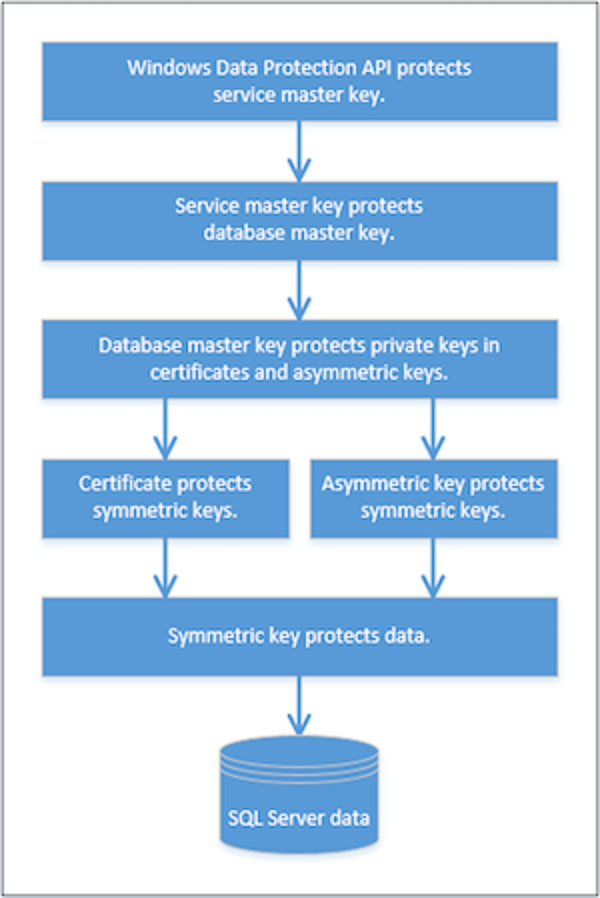 Windows Data Protection API protects
service master key.
Service master key protects
database master key.
Database master key protects private keys in
certificates and asymmetric keys.
Certificate protects
symmetric keys.
Asymmetric key protects
symmetric keys.
Symmetric key protects data.
SQL Server data